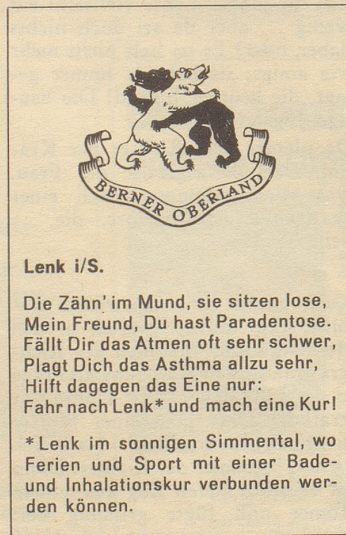 BERNER OBERLAND
Lenk i/S.
Die Zähn' im Mund, sie sitzen lose,
Mein Freund, Du hast Paradentose.
Fällt Dir das Atmen oft sehr schwer,
Plagt Dich das Asthma allzu sehr,
Hilft dagegen das Eine nur:
Fahr nach Lenk* und mach eine Kur!
* Lenk im sonnigen Simmental, wo
Ferien und Sport mit einer Bade-
und Inhalationskur verbunden wer-
den können.